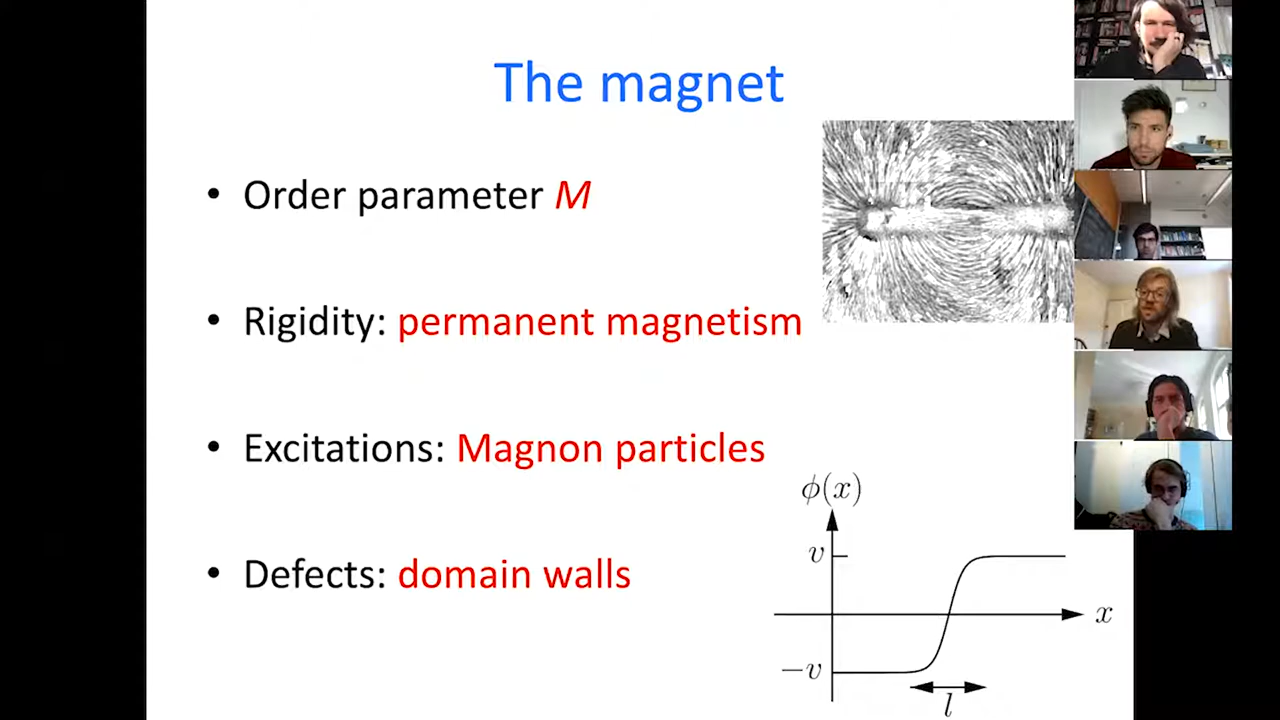 The magnet
• Order parameter M
• Rigidity: permanent magnetism
• Excitations: Magnon particles
• Defects: domain walls
ϕ(x)
v
x
−v
l